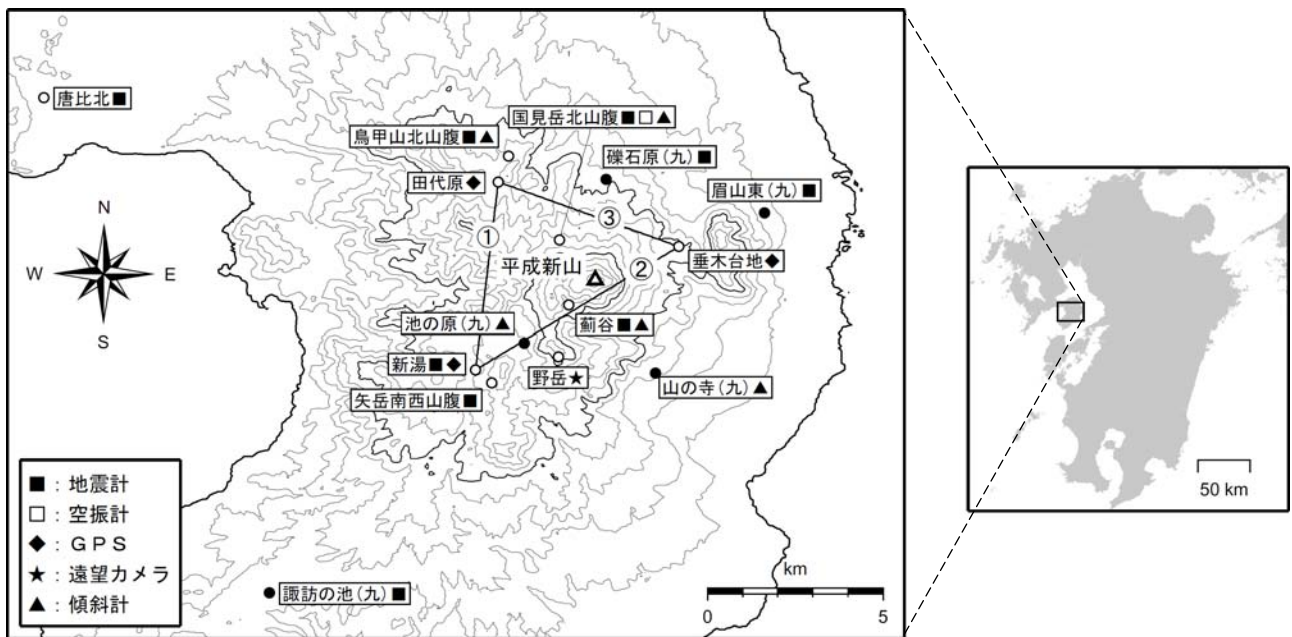 唐比北■
国見岳北山腹■□▲
鳥甲山北山腹■▲
礫石原(九)■
田代原◆
眉山東(九)■
③
①
垂木台地◆
平成新山
②
池の原(九)▲
薊谷■▲
新湯■◆
野岳★
山の寺(九)▲
矢岳南西山腹■
諏訪の池(九)■
N
W
E
S
■：地震計
□：空振計
◆：ＧＰＳ
★：遠望カメラ
▲：傾斜計
km
0
5
50 km